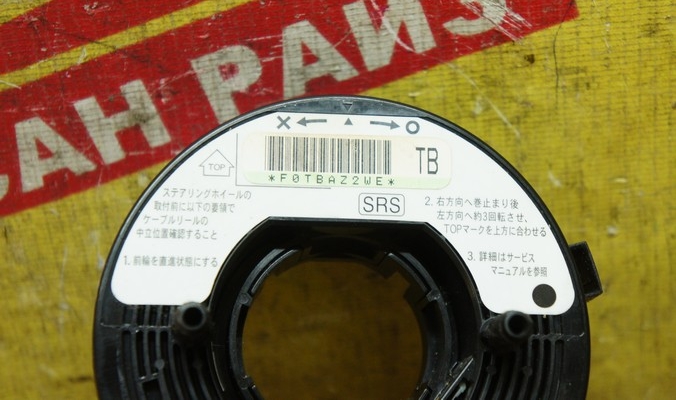 САН РАЙЗ
TB
*F0TBAZ2WE*
TOP
SRS
ステアリングホイールの
取付前に以下の要領で
ケーブルリールの
中立位置確認すること
1. 前輪を直進状態にする
2. 右方向へ巻止まり後
左方向へ約3回転させ、
TOPマークを上方に合わせる
3. 詳細はサービス
マニュアルを参照